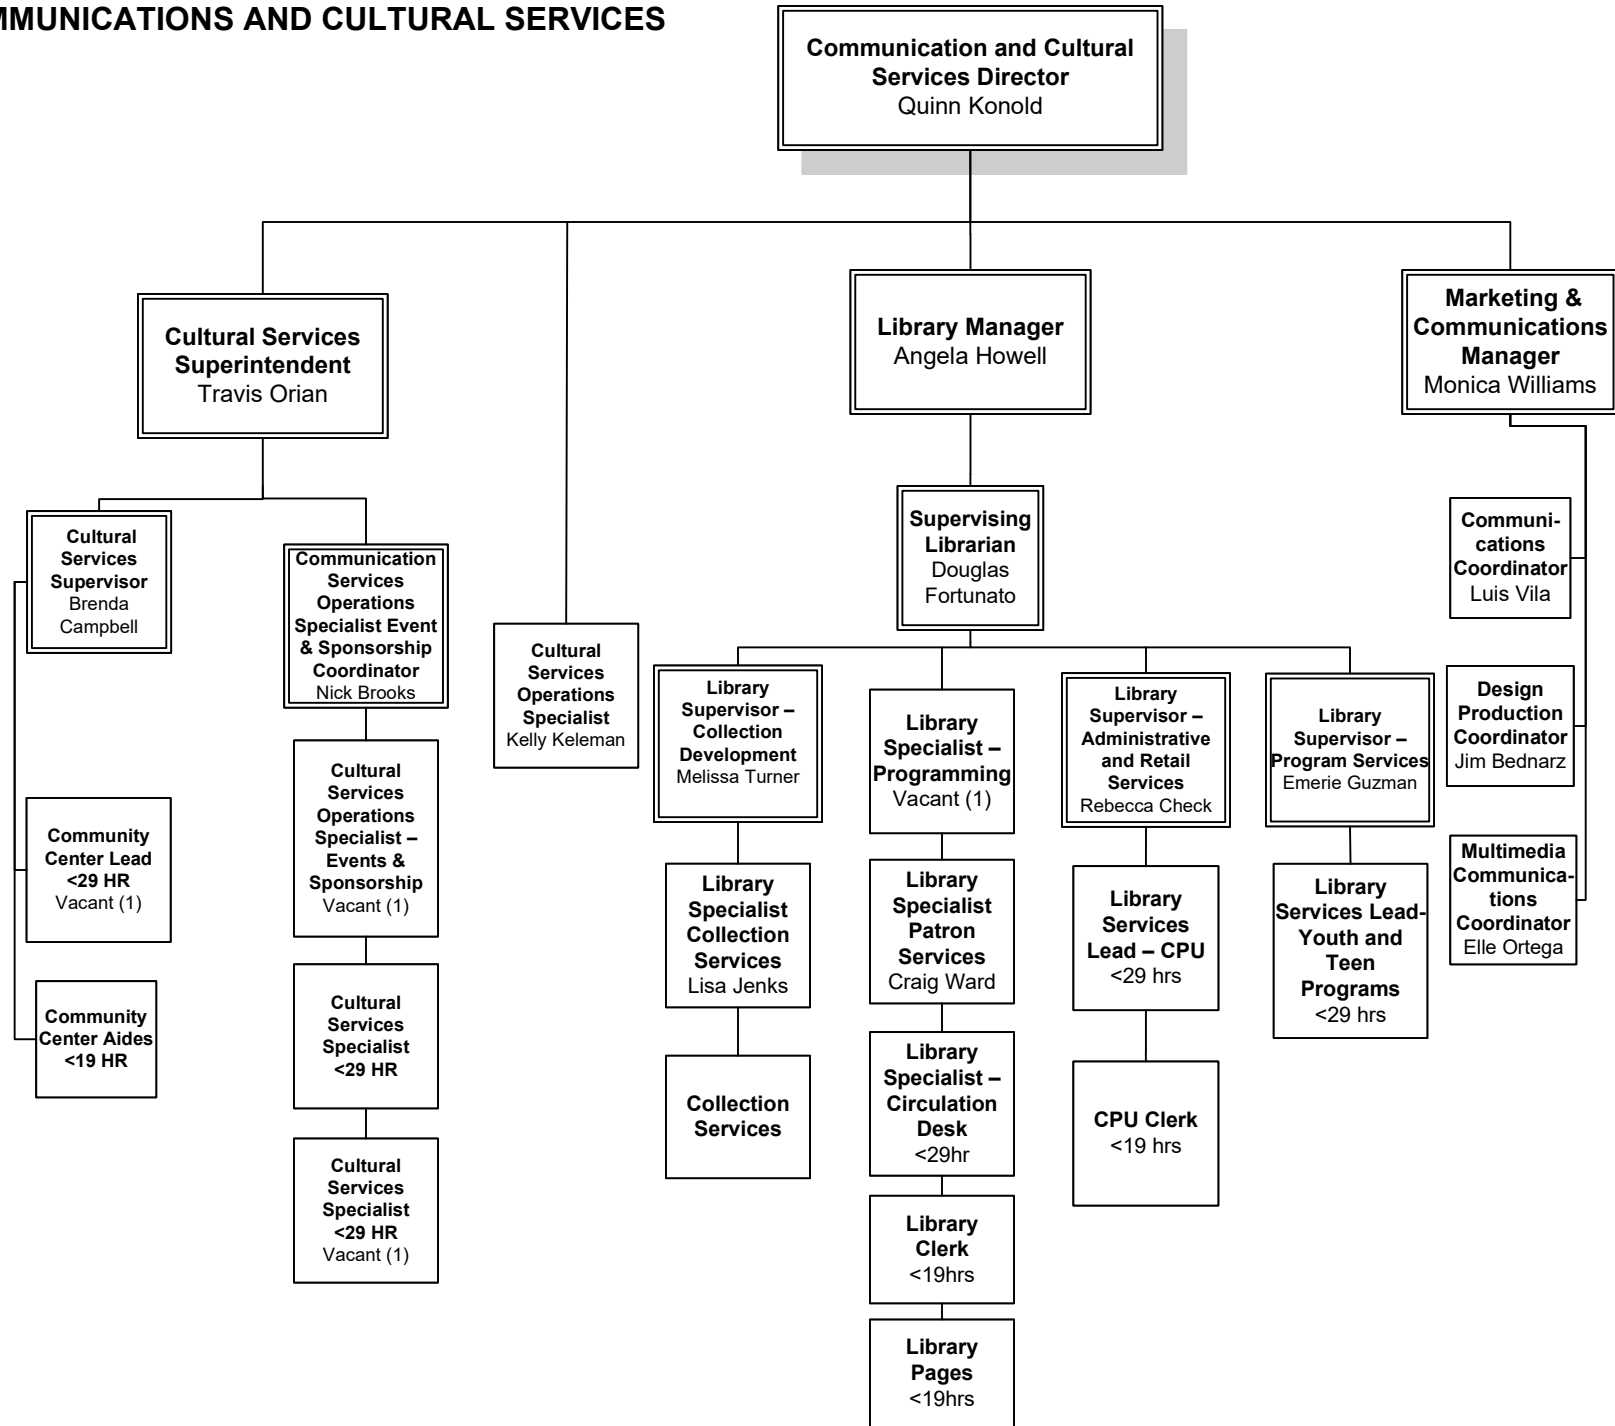 MMUNICATIONS AND CULTURAL SERVICES
Communication and Cultural
Services Director
Quinn Konold
Cultural Services
Superintendent
Travis Orian
Library Manager
Angela Howell
Marketing &
Communications
Manager
Monica Williams
Cultural
Services
Supervisor
Brenda
Campbell
Communication
Services
Operations
Specialist Event
& Sponsorship
Coordinator
Nick Brooks
Cultural
Services
Operations
Specialist
Kelly Keleman
Supervising
Librarian
Douglas
Fortunato
Communi-
cations
Coordinator
Luis Vila
Library
Supervisor –
Collection
Development
Melissa Turner
Library
Specialist –
Programming
Vacant (1)
Library
Supervisor –
Administrative
and Retail
Services
Rebecca Check
Library
Supervisor –
Program Services
Emerie Guzman
Design
Production
Coordinator
Jim Bednarz
Community
Center Lead
<29 HR
Vacant (1)
Cultural
Services
Operations
Specialist –
Events &
Sponsorship
Vacant (1)
Library
Specialist
Collection
Services
Lisa Jenks
Library
Specialist
Patron
Services
Craig Ward
Library
Services
Lead – CPU
<29 hrs
Library
Services Lead-
Youth and
Teen
Programs
<29 hrs
Multimedia
Communica-
tions
Coordinator
Elle Ortega
Community
Center Aides
<19 HR
Cultural
Services
Specialist
<29 HR
Collection
Services
Library
Specialist –
Circulation
Desk
<29hr
CPU Clerk
<19 hrs
Cultural
Services
Specialist
<29 HR
Vacant (1)
Library
Clerk
<19hrs
Library
Pages
<19hrs